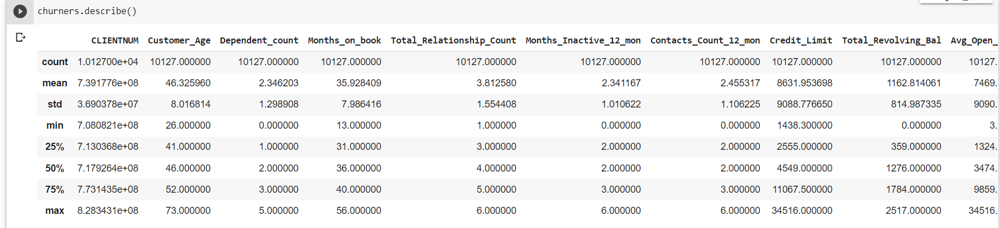 churners.describe()
CLIENTNUM Customer_Age Dependent_count Months_on_book Total_Relationship_Count Months_Inactive_12_mon Contacts_Count_12_mon Credit_Limit Total_Revolving_Bal Avg_Open_
count 1.012700e+04 10127.000000 10127.000000 10127.000000 10127.000000 10127.000000 10127.000000 10127.000000 10127.000000 10127.
mean 7.391776e+08 46.325960 2.346203 35.928409 3.812580 2.341167 2.455317 8631.953698 1162.814061 7469.
std 3.690378e+07 8.016814 1.298908 7.986416 1.554408 1.010622 1.106225 9088.776650 814.987335 9090.
min 7.080821e+08 26.000000 0.000000 13.000000 1.000000 0.000000 0.000000 1438.300000 0.000000 3.
25% 7.130368e+08 41.000000 1.000000 31.000000 3.000000 2.000000 2.000000 2555.000000 359.000000 1324.
50% 7.179264e+08 46.000000 2.000000 36.000000 4.000000 2.000000 2.000000 4549.000000 1276.000000 3474.
75% 7.731435e+08 52.000000 3.000000 40.000000 5.000000 3.000000 3.000000 11067.500000 1784.000000 9859.
max 8.283431e+08 73.000000 5.000000 56.000000 6.000000 6.000000 6.000000 34516.000000 2517.000000 34516.